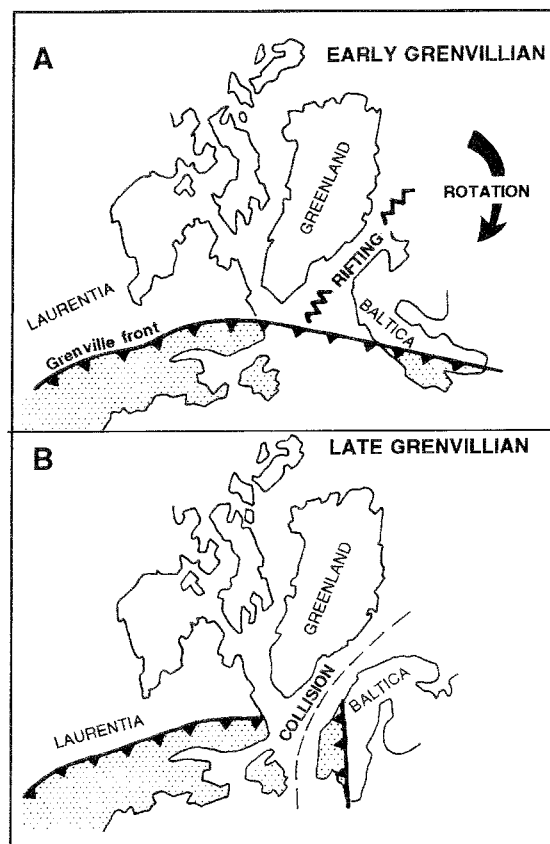 A
EARLY GRENVILLIAN
GREENLAND
ROTATION
RIFTING
LAURENTIA
BALTICA
Grenville front
B
LATE GRENVILLIAN
GREENLAND
COLLISION
BALTICA
LAURENTIA